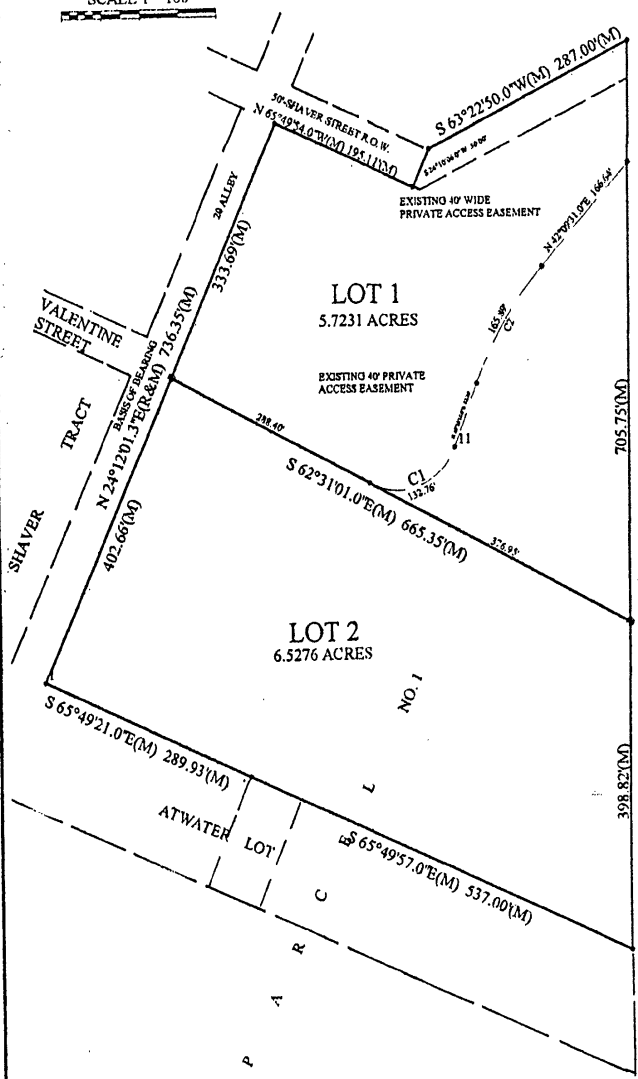 50' SHAVER STREET R.O.W.
N 65°49'54.0"W(M) 195.11'(M)
S 63°22'50.0"W(M) 287.00'(M)
EXISTING 40' WIDE
PRIVATE ACCESS EASEMENT
20' ALLEY
333.69'(M)
N 42°09'31.0"E 166.64'
LOT 1
5.7231 ACRES
165.89'
C2
VALENTINE
STREET
BASIS OF BEARING
N 24°12'01.3"E(R&M) 736.35'(M)
EXISTING 40' PRIVATE
ACCESS EASEMENT
705.75'(M)
TRACT
SHAVER
288.40'
11
C1
132.76'
S 62°31'01.0"E(M) 665.35'(M)
376.95'
402.66'(M)
LOT 2
6.5276 ACRES
NO. 1
S 65°49'21.0"E(M) 289.93'(M)
398.82'(M)
ATWATER
LOT
S 65°49'57.0"E(M) 537.00'(M)
P A R C E L